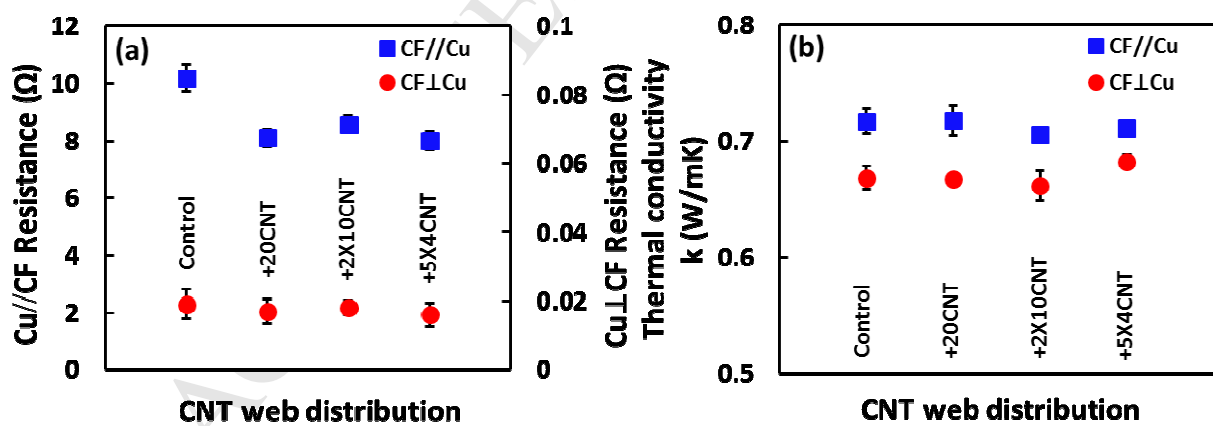 (a)
CF//Cu
CF⊥Cu
Cu//CF Resistance (Ω)
12
10
8
6
4
2
0
Control
+20CNT
+2X10CNT
+5X4CNT
0.1
0.08
0.06
0.04
0.02
0
Cu⊥CF Resistance (Ω)
CNT web distribution
(b)
CF//Cu
CF⊥Cu
Thermal conductivity
k (W/mK)
0.8
0.7
0.6
0.5
Control
+20CNT
+2X10CNT
+5X4CNT
CNT web distribution